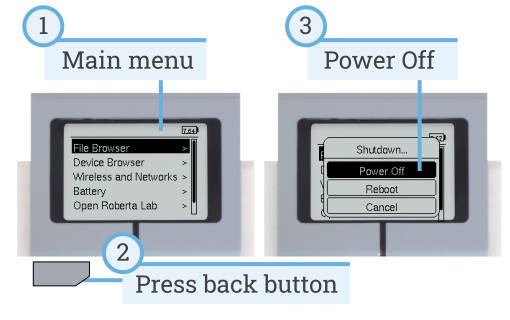 1
Main menu
7.64
File Browser >
Device Browser >
Wireless and Networks >
Battery >
Open Roberta Lab >
2
Press back button
3
Power Off
Shutdown...
Power Off
Reboot
Cancel